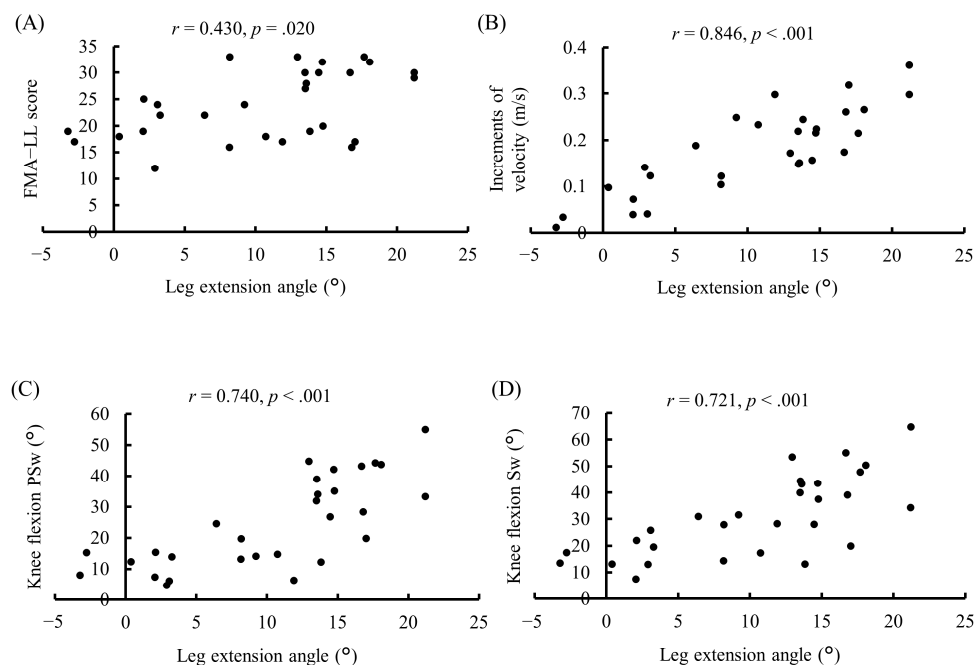 (A)
r = 0.430, p = .020
35
30
25
20
15
10
5
0
−5 0 5 10 15 20 25
FMA−LL score
Leg extension angle (°)
(B)
r = 0.846, p < .001
0.4
0.3
0.2
0.1
0
−5 0 5 10 15 20 25
Increments of
velocity (m/s)
Leg extension angle (°)
(C)
r = 0.740, p < .001
60
50
40
30
20
10
0
−5 0 5 10 15 20 25
Knee flexion PSw (°)
Leg extension angle (°)
(D)
r = 0.721, p < .001
70
60
50
40
30
20
10
0
−5 0 5 10 15 20 25
Knee flexion Sw (°)
Leg extension angle (°)